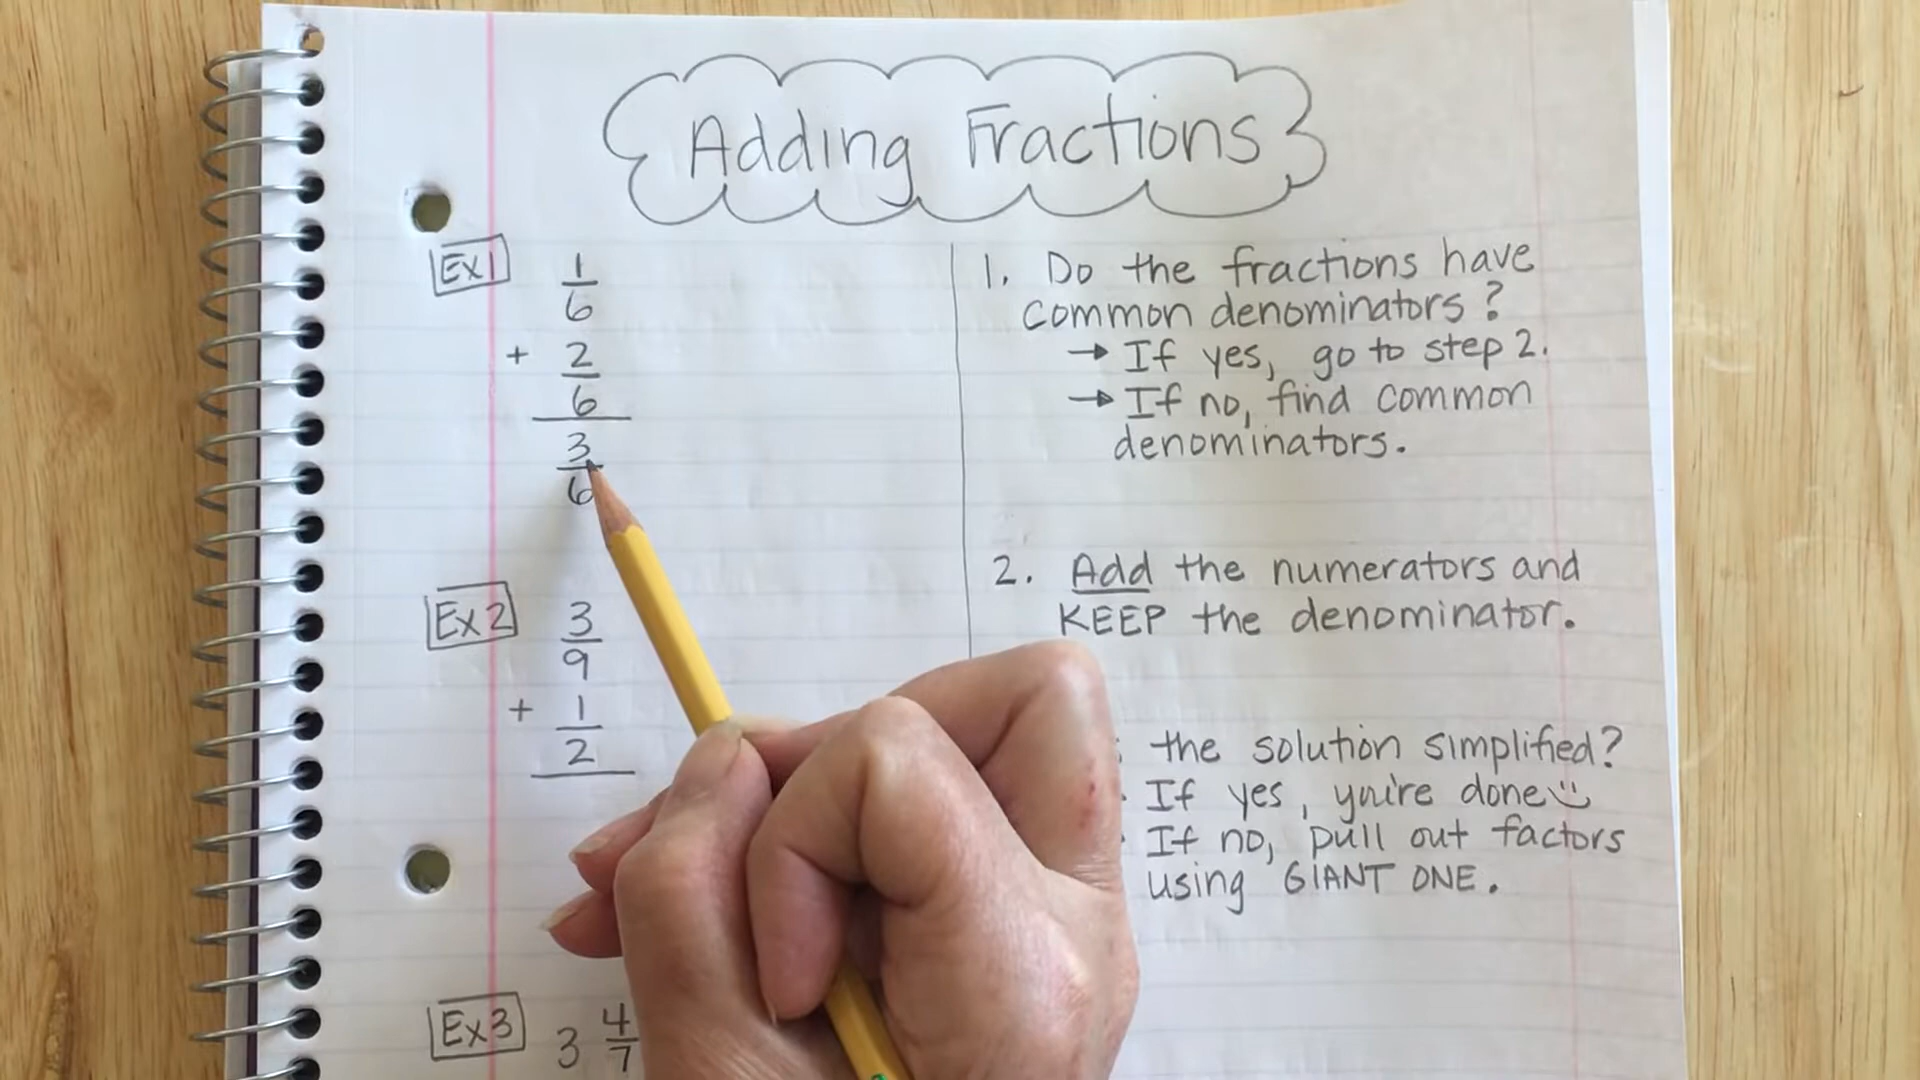 Adding Fractions
Ex1
1
6
+ 2
6
3
6
Ex2
3
9
+ 1
2
Ex3
3 4
7
1. Do the fractions have
common denominators?
→ If yes, go to step 2.
→ If no, find common
denominators.
2. Add the numerators and
KEEP the denominator.
the solution simplified?
If yes, you're done
If no, pull out factors
using GIANT ONE.